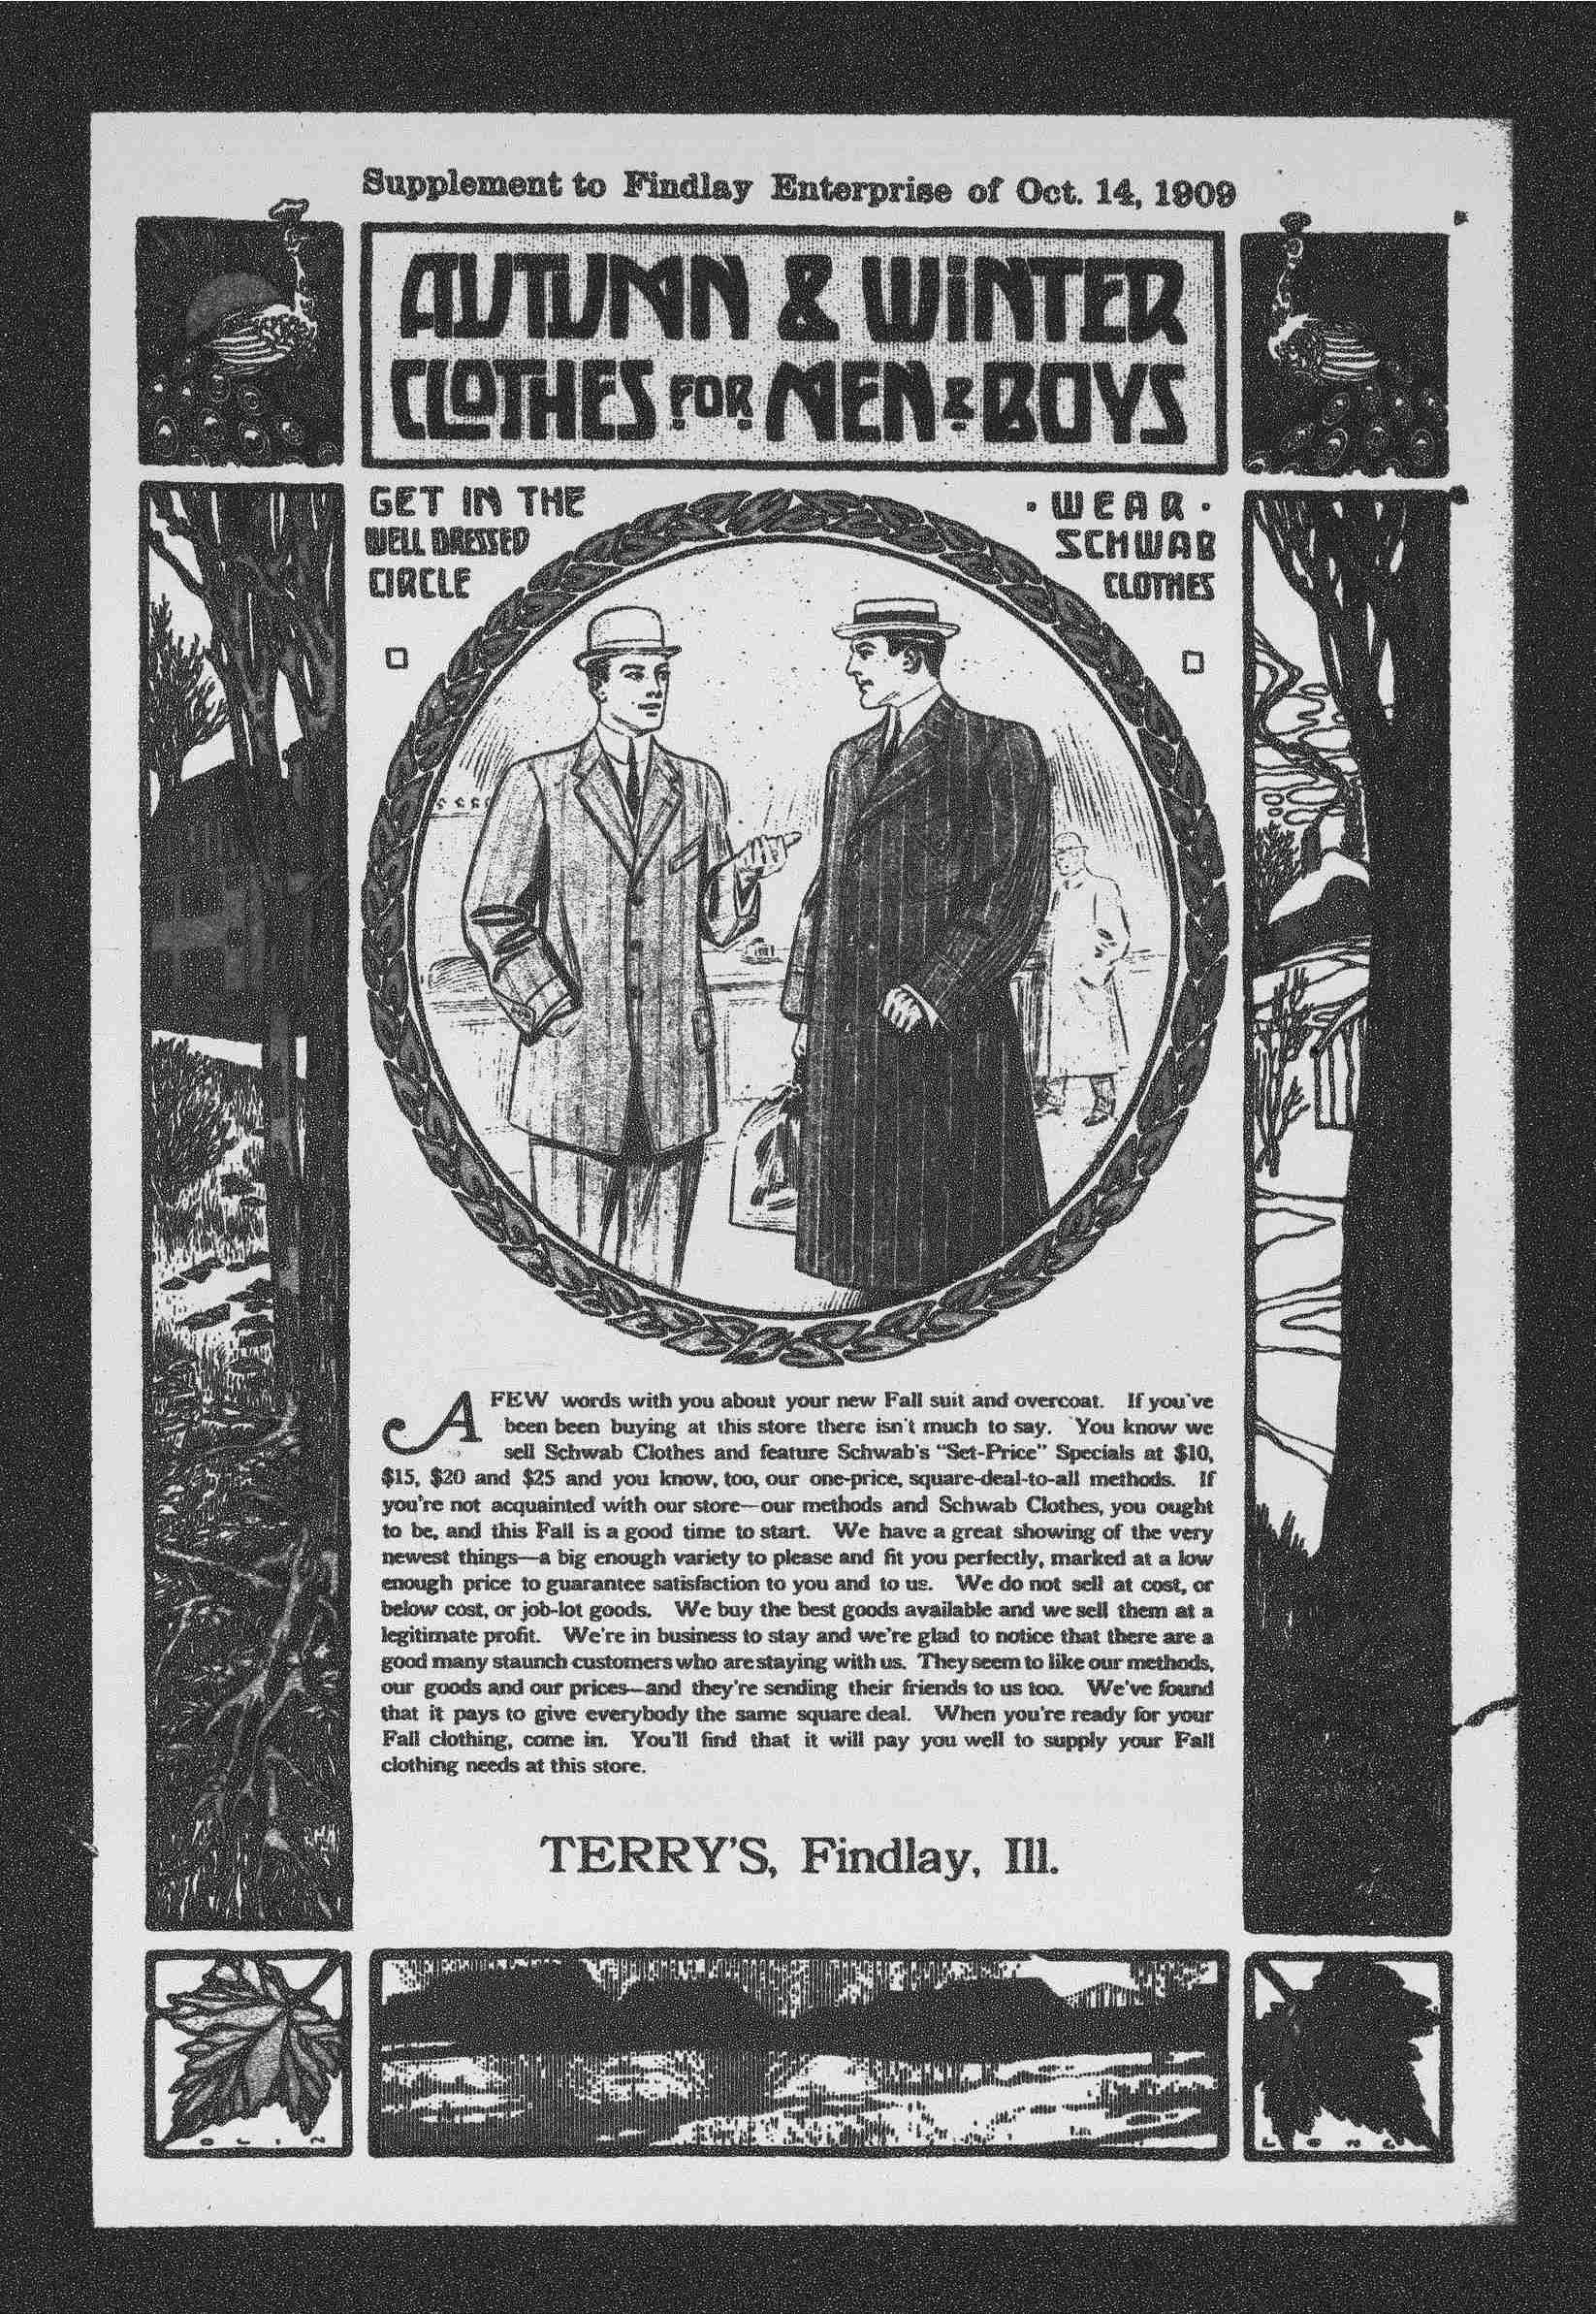 Supplement to Findlay Enterprise of Oct. 14, 1909
AUTUMN & WINTER
CLOTHES FOR MEN & BOYS
GET IN THE
WELL DRESSED
CIRCLE
· WEAR ·
SCHWAB
CLOTHES
A FEW words with you about your new Fall suit and overcoat. If you've
been been buying at this store there isn't much to say. You know we
sell Schwab Clothes and feature Schwab's "Set-Price" Specials at $10,
$15, $20 and $25 and you know, too, our one-price, square-deal-to-all methods. If
you're not acquainted with our store—our methods and Schwab Clothes, you ought
to be, and this Fall is a good time to start. We have a great showing of the very
newest things—a big enough variety to please and fit you perfectly, marked at a low
enough price to guarantee satisfaction to you and to us. We do not sell at cost, or
below cost, or job-lot goods. We buy the best goods available and we sell them at a
legitimate profit. We're in business to stay and we're glad to notice that there are a
good many staunch customers who are staying with us. They seem to like our methods,
our goods and our prices—and they're sending their friends to us too. We've found
that it pays to give everybody the same square deal. When you're ready for your
Fall clothing, come in. You'll find that it will pay you well to supply your Fall
clothing needs at this store.
TERRY'S, Findlay, Ill.